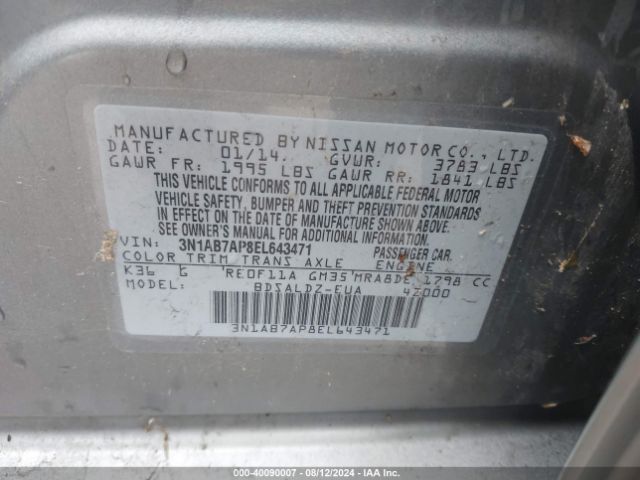 MANUFACTURED BY NISSAN MOTOR CO., LTD.
DATE: 01/14. GVWR: 3783 LBS
GAWR FR: 1995 LBS GAWR RR: 1841 LBS
THIS VEHICLE CONFORMS TO ALL APPLICABLE FEDERAL MOTOR
VEHICLE SAFETY, BUMPER AND THEFT PREVENTION STANDARDS
IN EFFECT ON THE DATE OF MANUFACTURE SHOWN ABOVE.
SEE OWNER'S MANUAL FOR ADDITIONAL INFORMATION.
VIN: 3N1AB7AP8EL643471 PASSENGER CAR.
COLOR TRIM TRANS AXLE ENGINE
K36 G RE0F11A GM35 MRA8DE 1798 CC
MODEL: BDSALDZ-EUA 42000
3N1AB7AP8EL643471
000-40090007 - 08/12/2024 - IAA Inc.